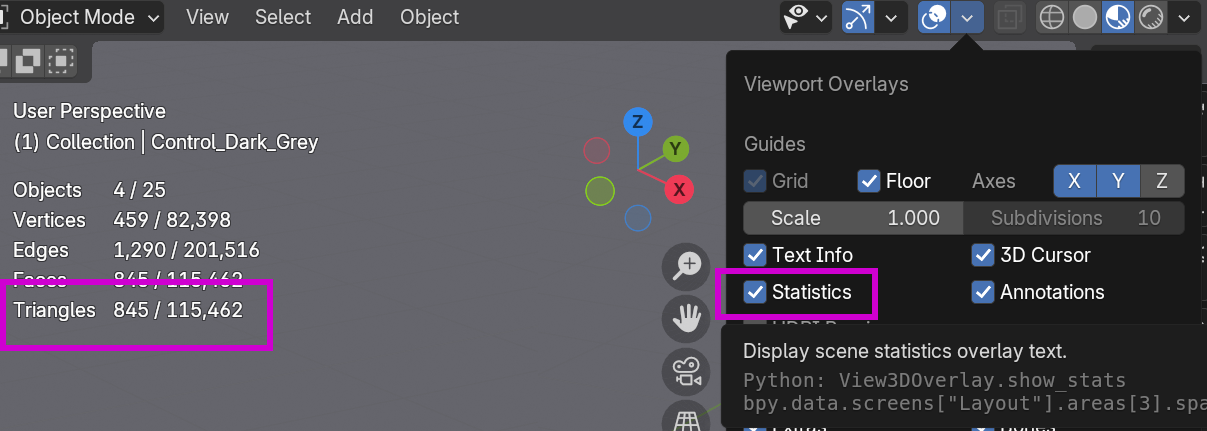 Object Mode View Select Add Object
Viewport Overlays
User Perspective
(1) Collection | Control_Dark_Grey
Z
Y
X
Guides
Objects 4 / 25
Grid Floor Axes X Y Z
Vertices 459 / 82,398
Scale 1.000 Subdivisions 10
Edges 1,290 / 201,516
Text Info 3D Cursor
Faces 845 / 115,462
Statistics Annotations
Triangles 845 / 115,462
Display scene statistics overlay text.
Python: View3DOverlay.show_stats
bpy.data.screens["Layout"].areas[3].spa